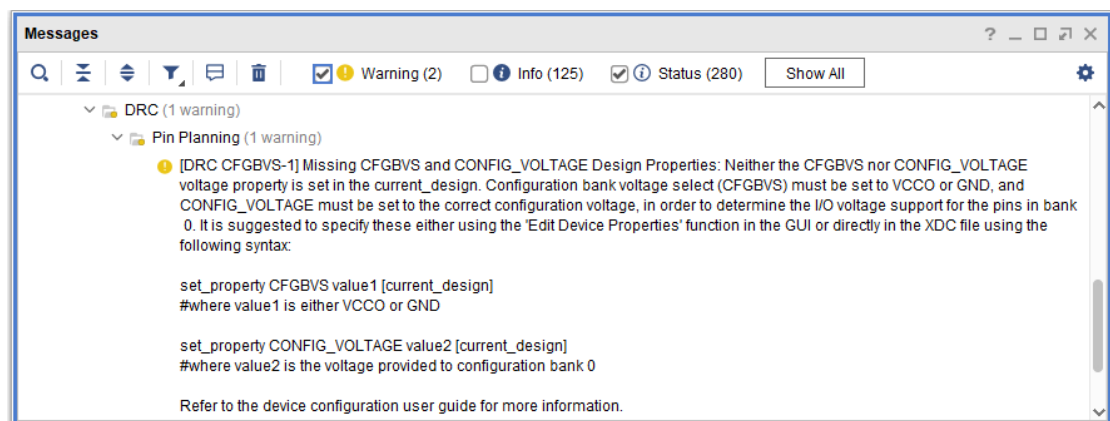 Messages
Warning (2) Info (125) Status (280) Show All
DRC (1 warning)
Pin Planning (1 warning)
[DRC CFGBVS-1] Missing CFGBVS and CONFIG_VOLTAGE Design Properties: Neither the CFGBVS nor CONFIG_VOLTAGE
voltage property is set in the current_design. Configuration bank voltage select (CFGBVS) must be set to VCCO or GND, and
CONFIG_VOLTAGE must be set to the correct configuration voltage, in order to determine the I/O voltage support for the pins in bank
0. It is suggested to specify these either using the 'Edit Device Properties' function in the GUI or directly in the XDC file using the
following syntax:
set_property CFGBVS value1 [current_design]
#where value1 is either VCCO or GND
set_property CONFIG_VOLTAGE value2 [current_design]
#where value2 is the voltage provided to configuration bank 0
Refer to the device configuration user guide for more information.